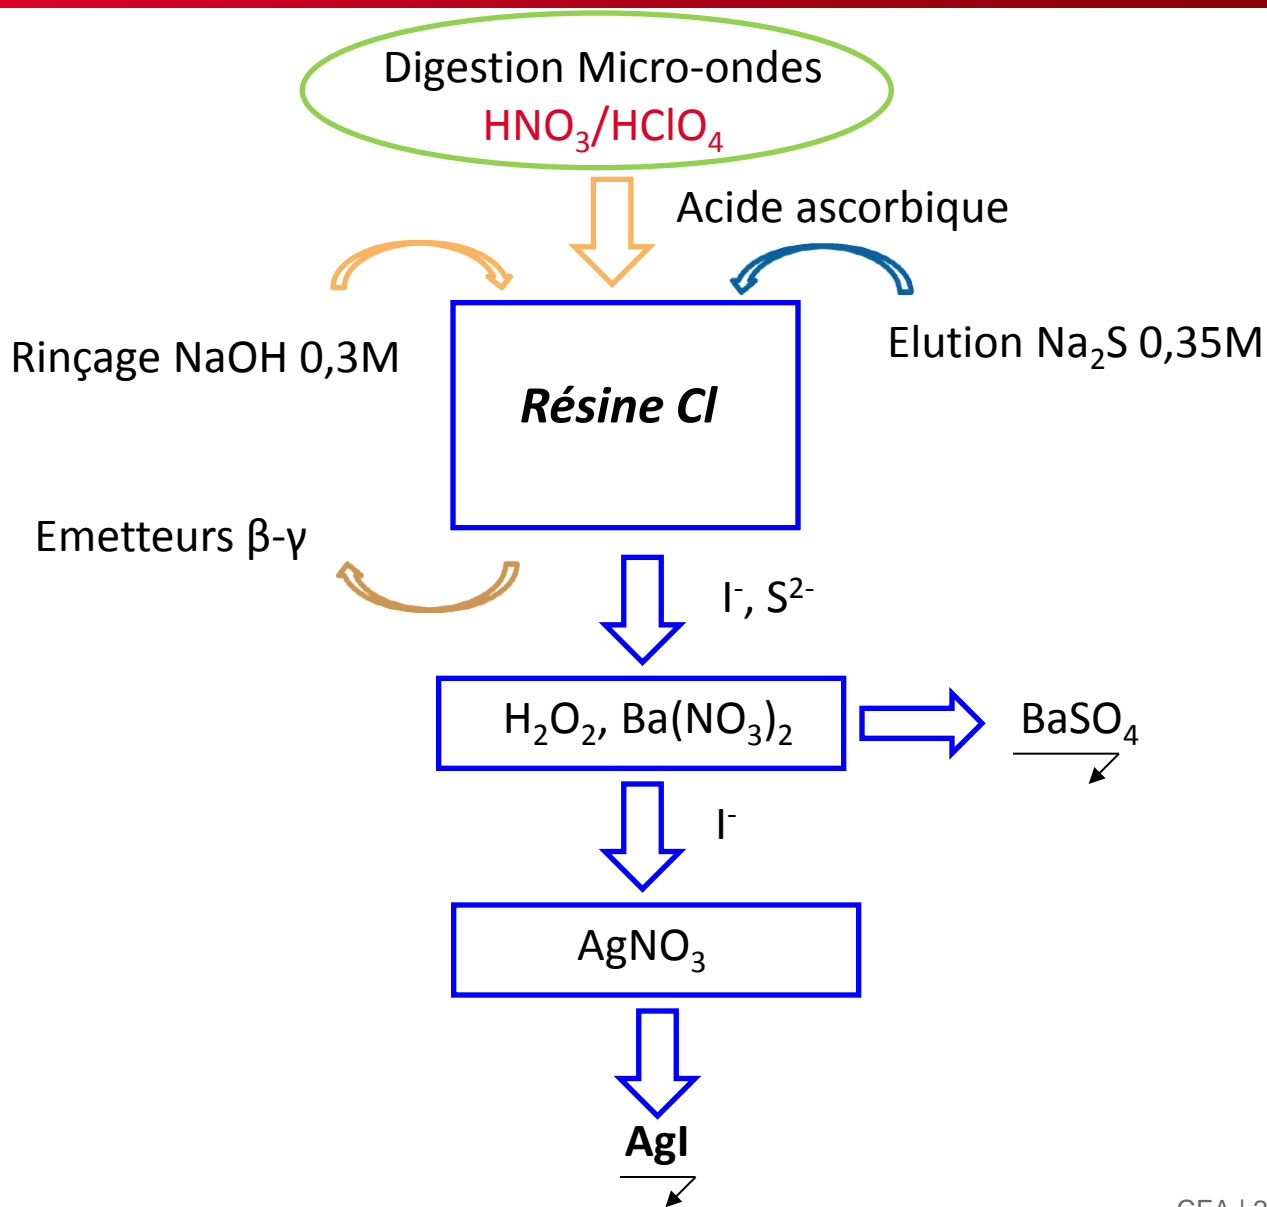 Digestion Micro-ondes
HNO₃/HClO₄
Acide ascorbique
Rinçage NaOH 0,3M
Elution Na₂S 0,35M
Résine Cl
Emetteurs β-γ
I⁻, S²⁻
H₂O₂, Ba(NO₃)₂
BaSO₄
I⁻
AgNO₃
AgI